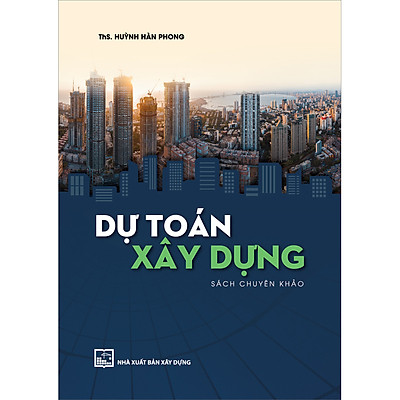 ThS. HUỲNH HÀN PHONG
DỰ TOÁN
XÂY DỰNG
SÁCH CHUYÊN KHẢO
NHÀ XUẤT BẢN XÂY DỰNG